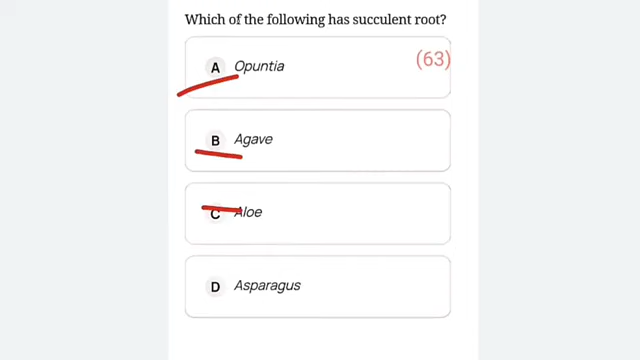 Which of the following has succulent root?
A Opuntia
(63)
B Agave
C Aloe
D Asparagus